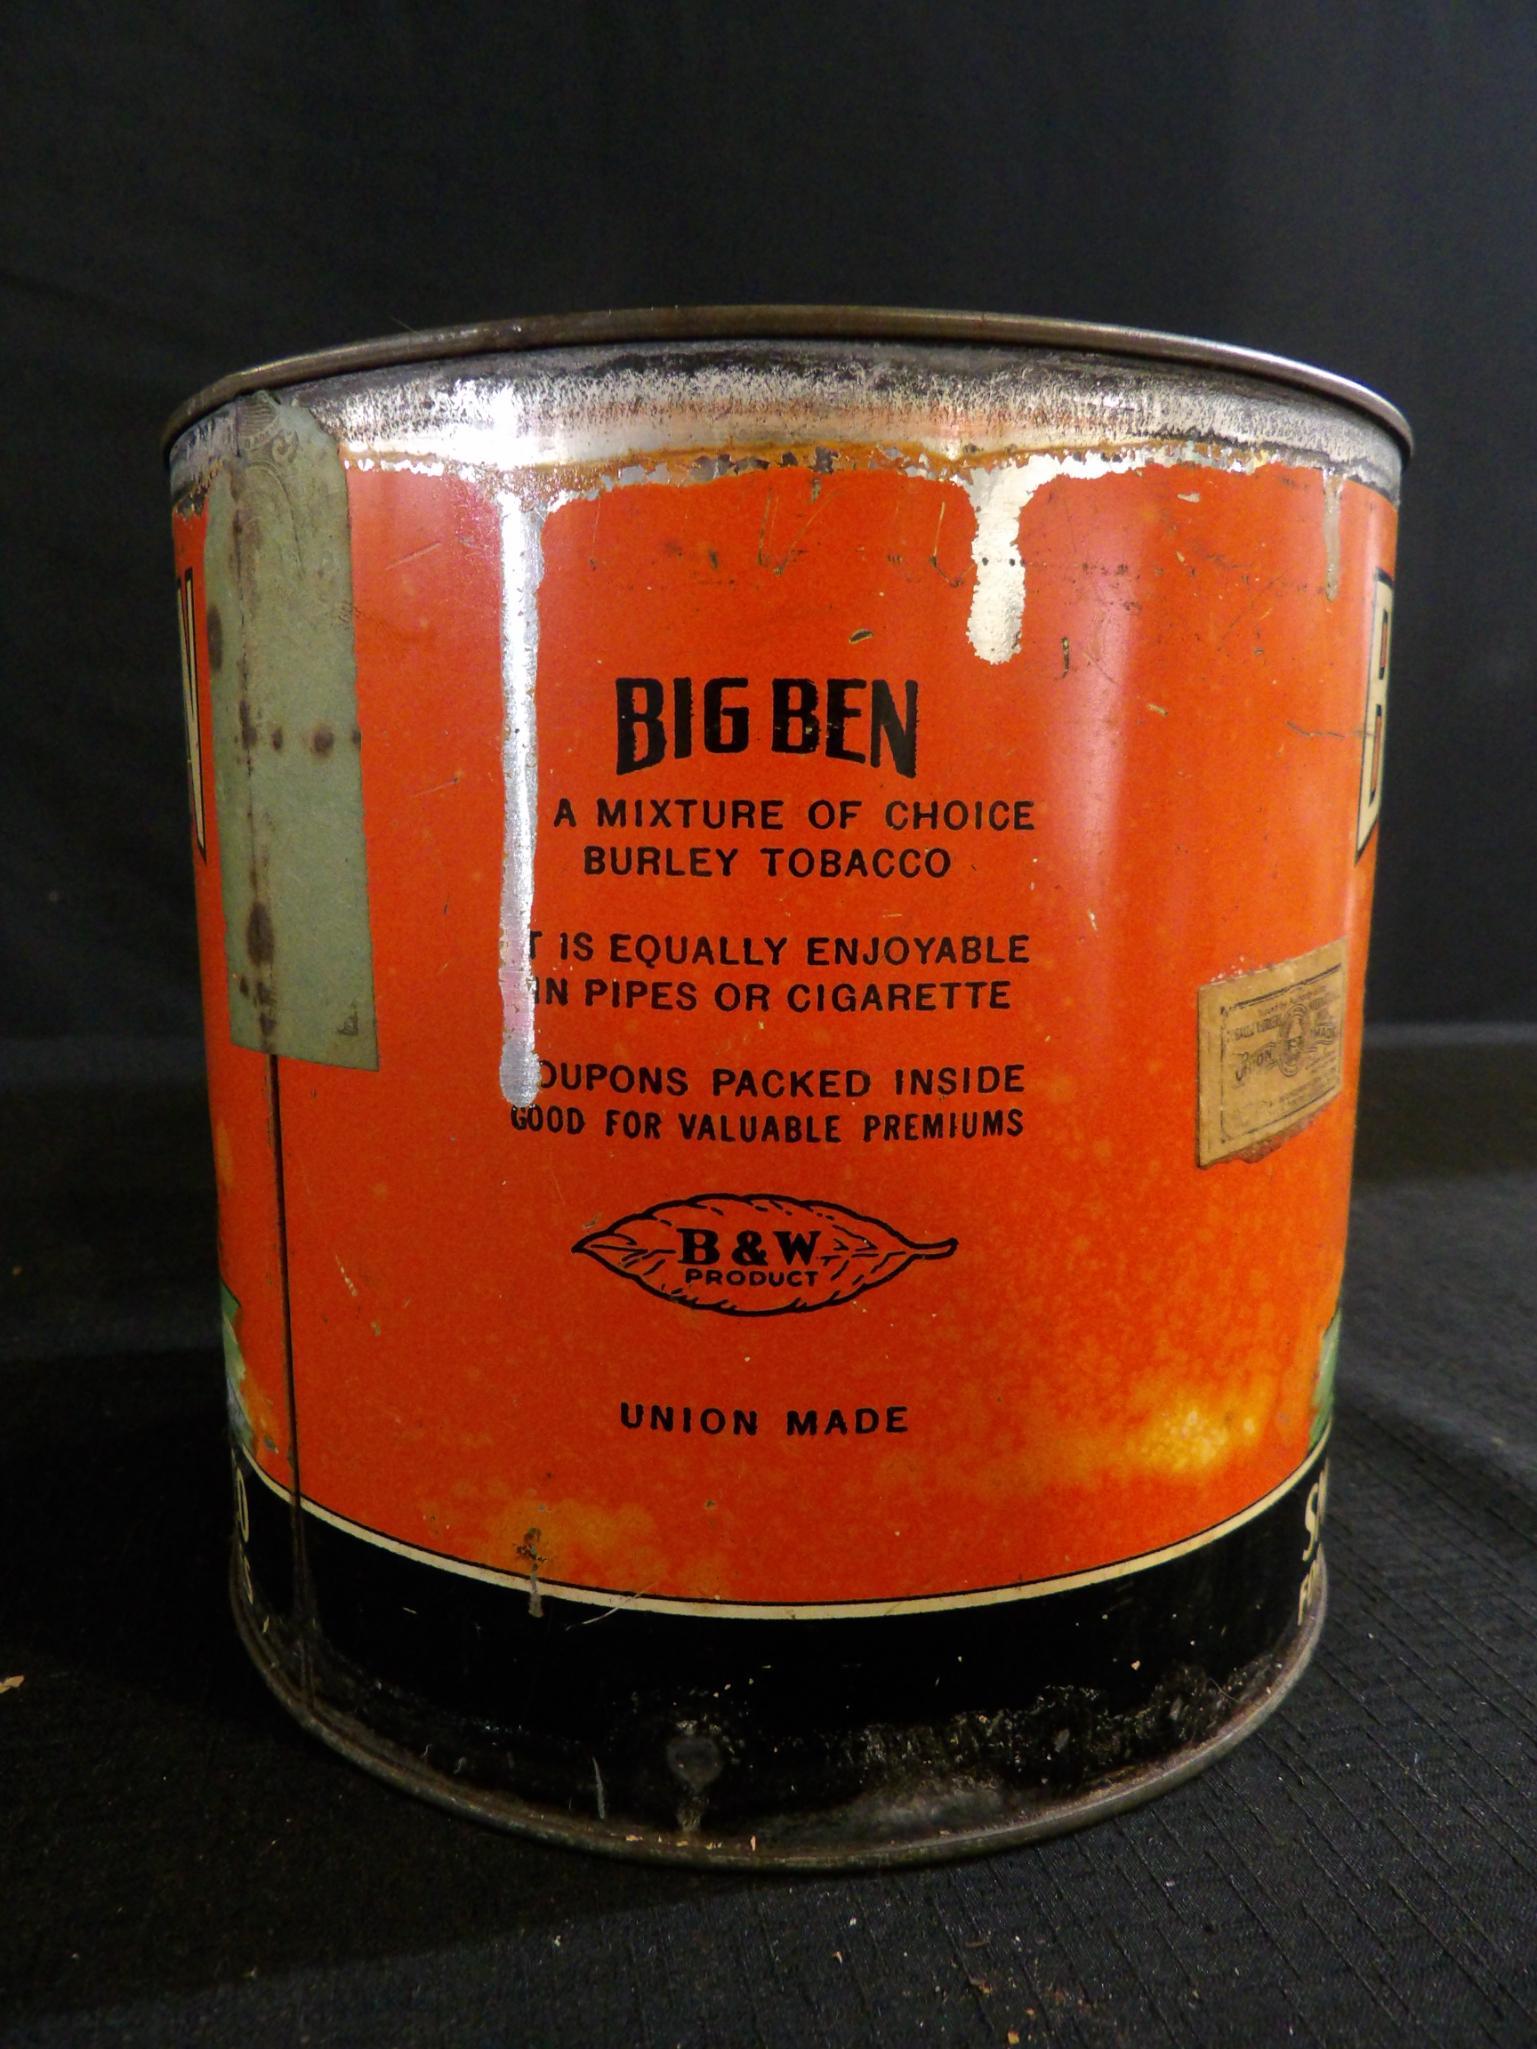 BIG BEN
A MIXTURE OF CHOICE
BURLEY TOBACCO
T IS EQUALLY ENJOYABLE
IN PIPES OR CIGARETTE
OUPONS PACKED INSIDE
GOOD FOR VALUABLE PREMIUMS
B & W
PRODUCT
UNION MADE